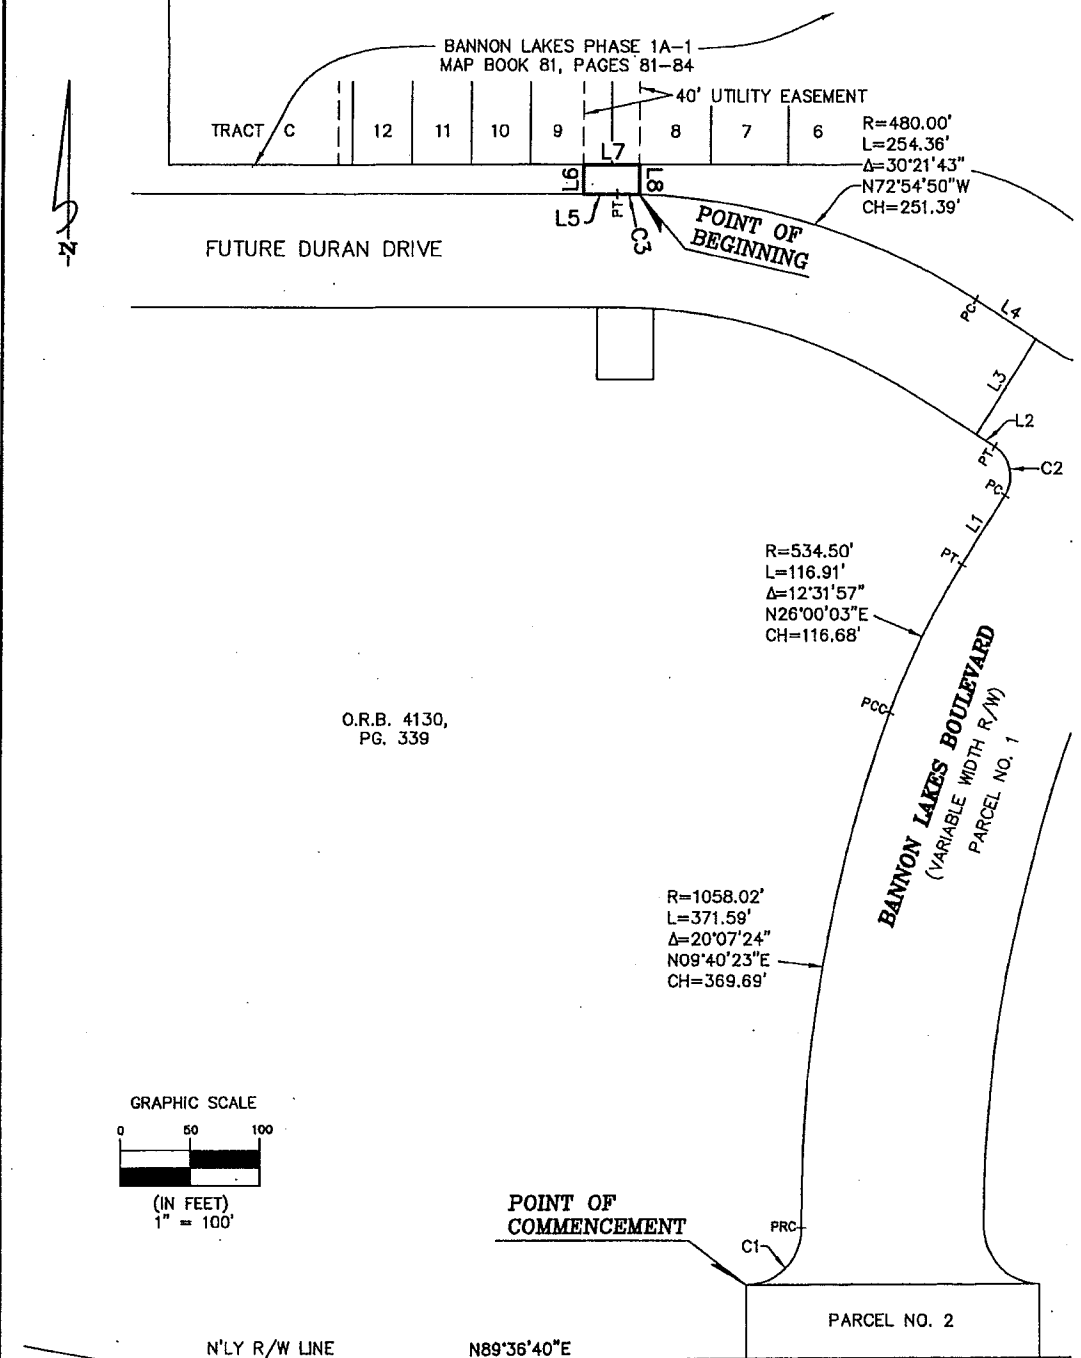 BANNON LAKES PHASE 1A-1
MAP BOOK 81, PAGES 81-84
40' UTILITY EASEMENT
TRACT C
12
11
10
9
8
7
6
R=480.00'
L=254.36'
Δ=30°21'43"
N72°54'50"W
CH=251.39'
L7
L6
L8
L5
PT
C3
POINT OF
BEGINNING
N
FUTURE DURAN DRIVE
PC
L4
L3
L2
PT
C2
PC
L1
PT
R=534.50'
L=116.91'
Δ=12°31'57"
N26°00'03"E
CH=116.68'
PCC
O.R.B. 4130,
PG. 339
BANNON LAKES BOULEVARD
(VARIABLE WIDTH R/W)
PARCEL NO. 1
R=1058.02'
L=371.59'
Δ=20°07'24"
N09°40'23"E
CH=369.69'
GRAPHIC SCALE
0 50 100
(IN FEET)
1" = 100'
POINT OF
COMMENCEMENT
PRC
C1
PARCEL NO. 2
N'LY R/W LINE
N89°36'40"E